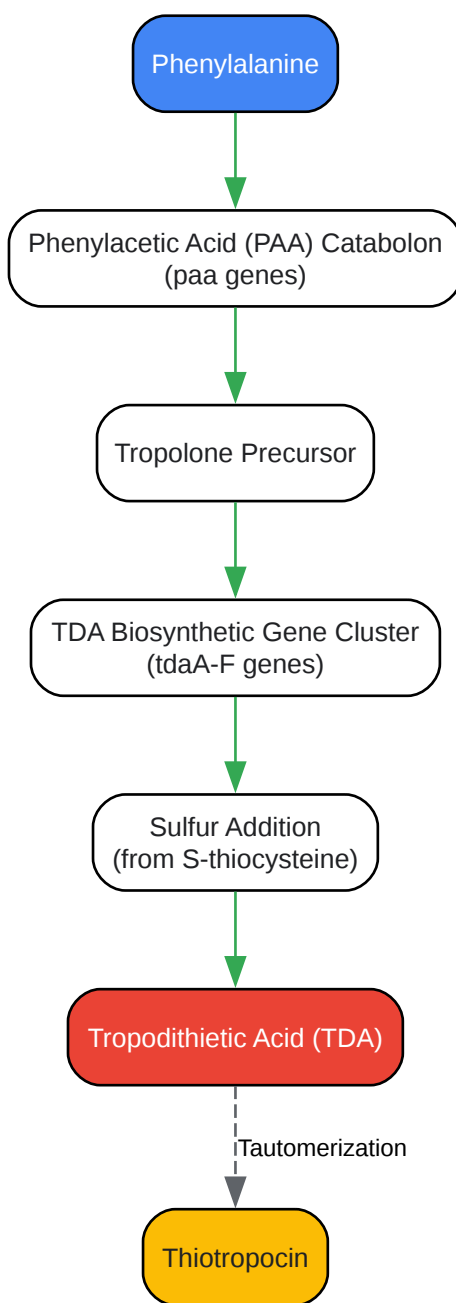 Phenylalanine
Phenylacetic Acid (PAA) Catabolon
(paa genes)
Tropolone Precursor
TDA Biosynthetic Gene Cluster
(tdaA-F genes)
Sulfur Addition
(from S-thiocysteine)
Tropodithietic Acid (TDA)
Tautomerization
Thiotropocin